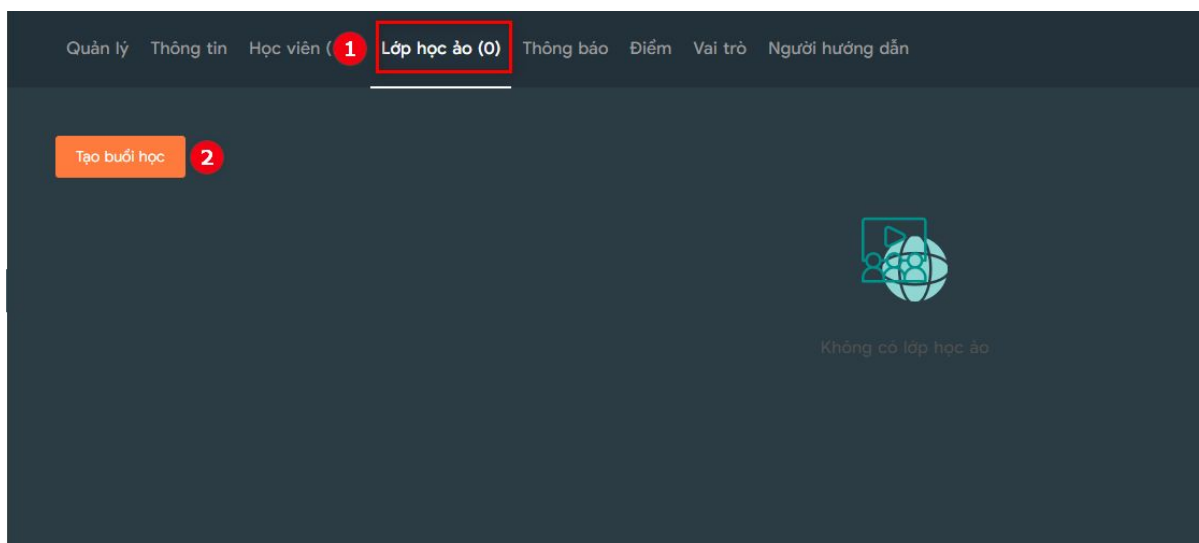 Quản lý Thông tin Học viên ( 1 Lớp học ảo (0) Thông báo Điểm Vai trò Người hướng dẫn
Tạo buổi học 2
Không có lớp học ảo